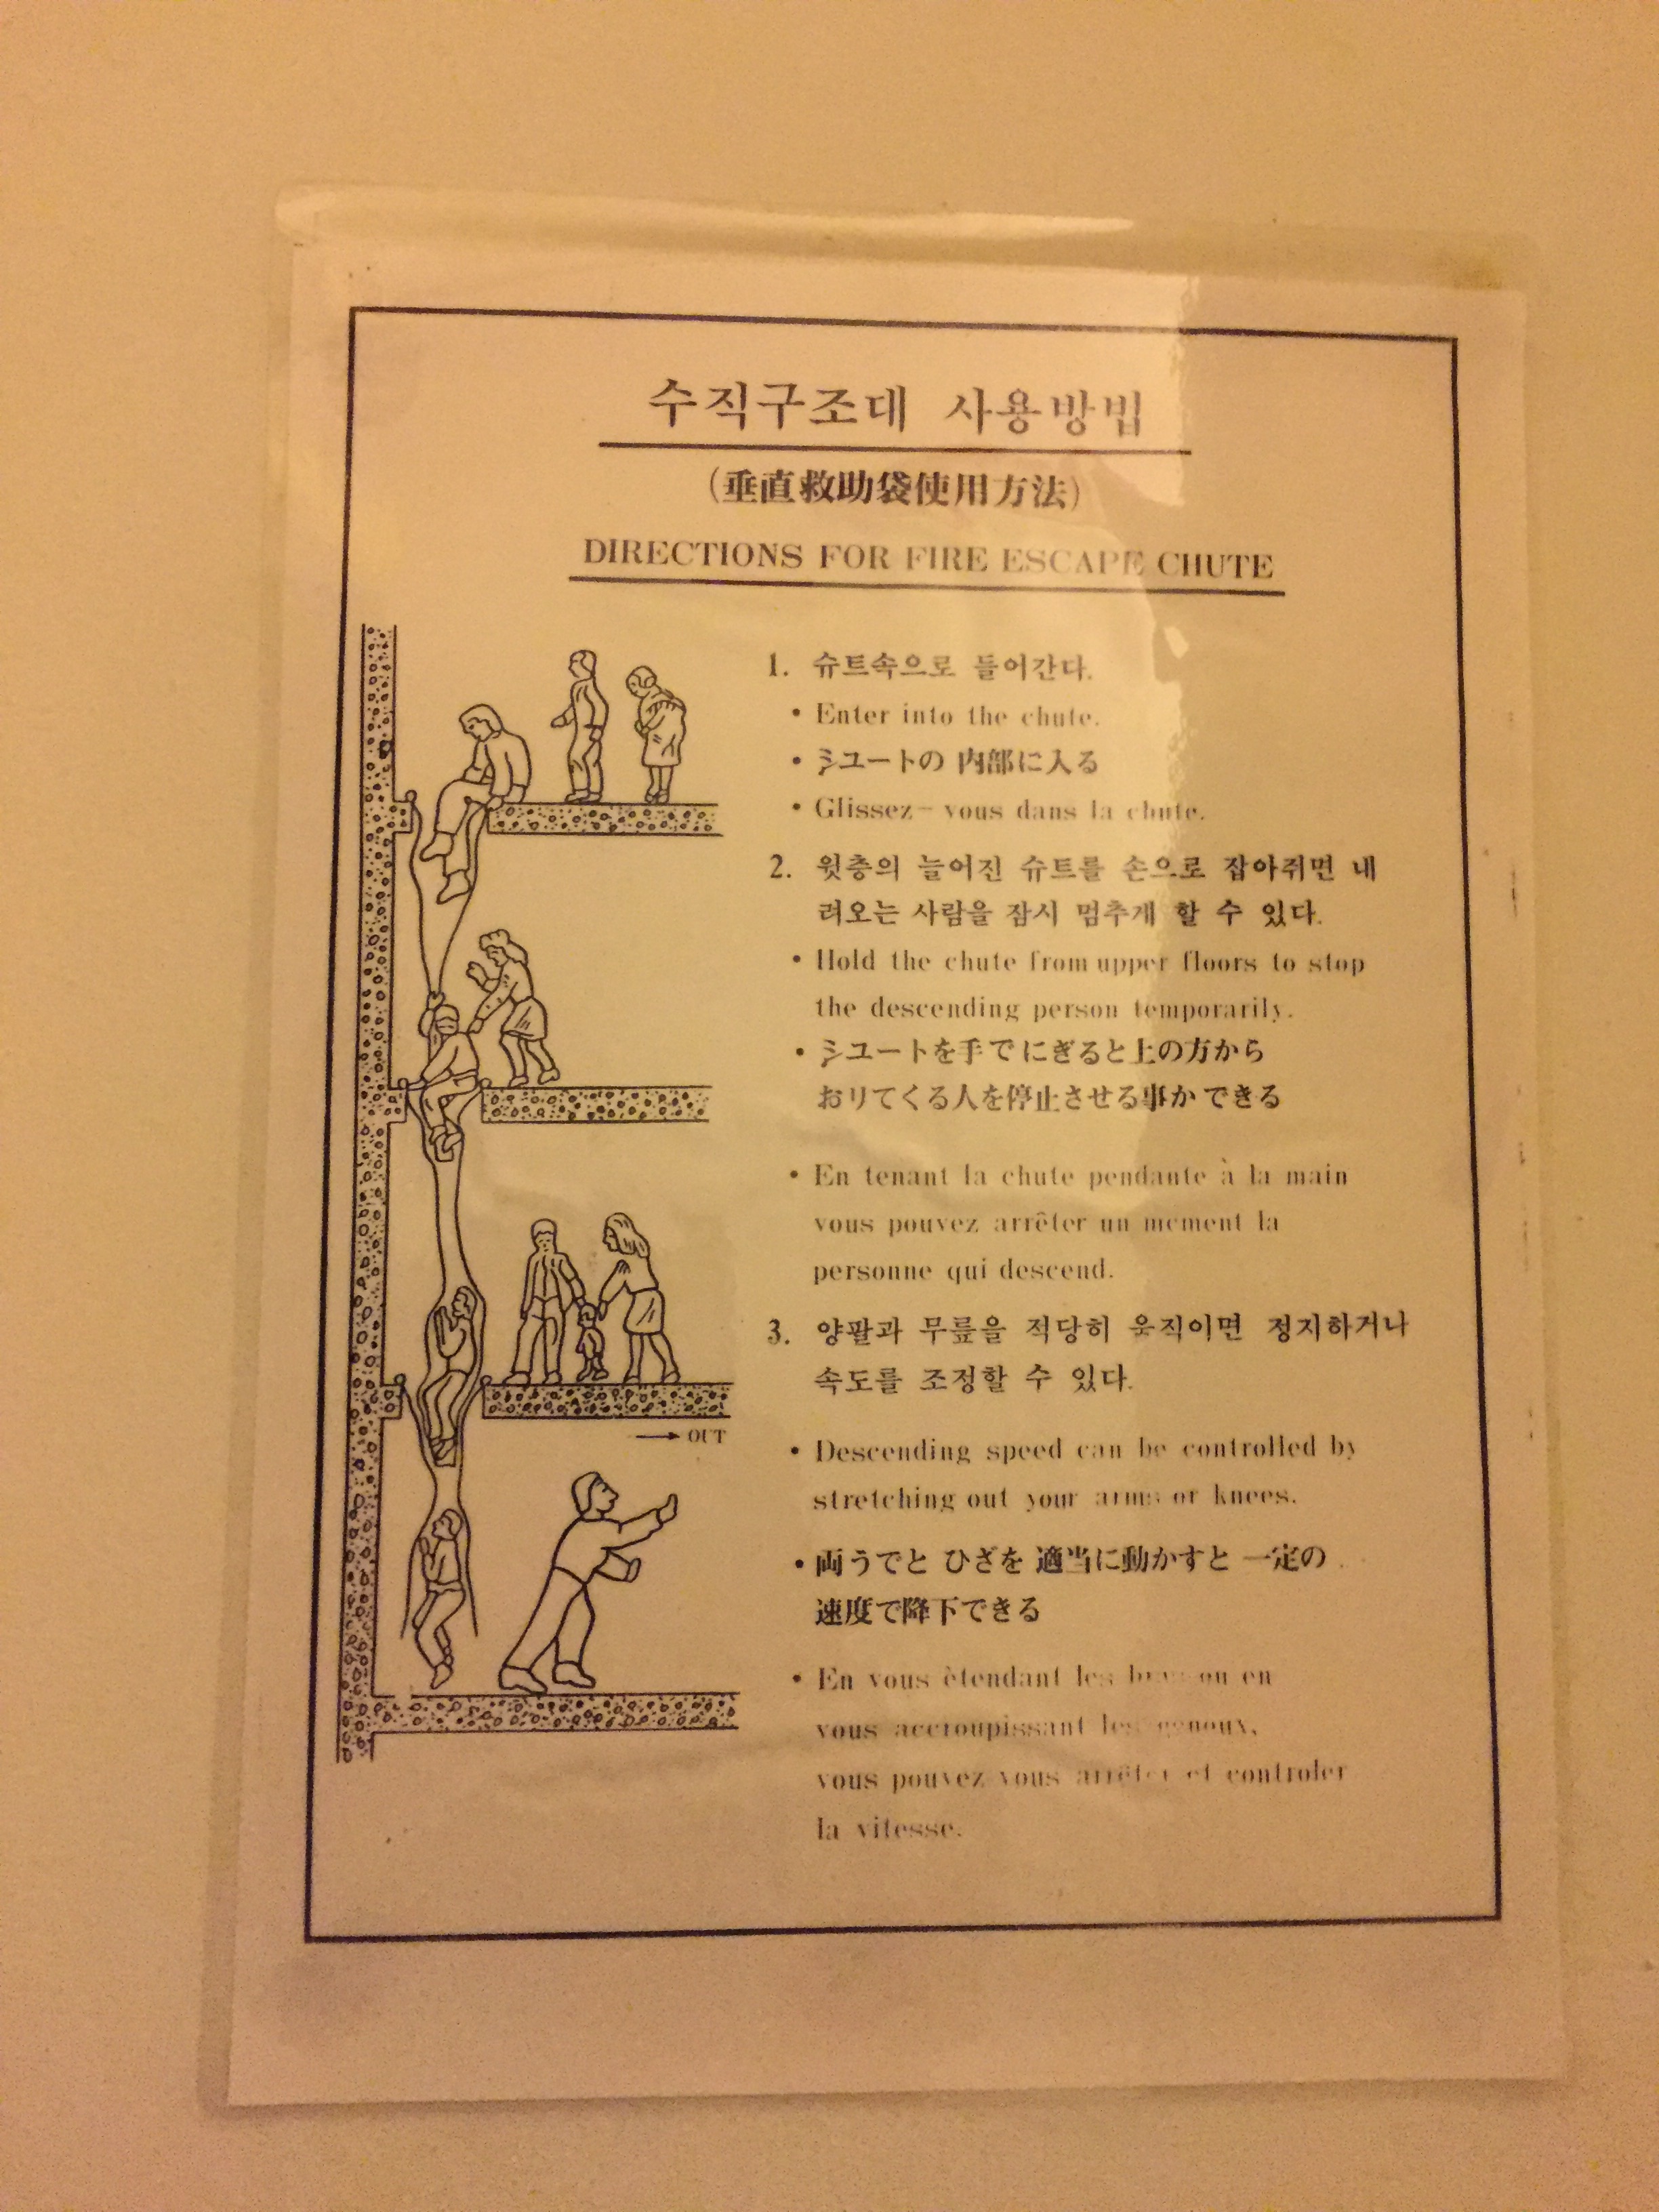 수직구조대 사용방법
(垂直救助袋使用方法)
DIRECTIONS FOR FIRE ESCAPE CHUTE
1. 슈트속으로 들어간다.
• Enter into the chute.
• シユートの 内部に入る
• Glissez- vous dans la chute.
2. 윗층의 늘어진 슈트를 손으로 잡아쥐면 내
려오는 사람을 잠시 멈추게 할 수 있다.
• Hold the chute from upper floors to stop
the descending person temporarily.
• シユートを手でにぎると上の方から
おりてくる人を停止させる事かできる
• En tenant la chute pendante à la main
vous pouvez arrêter un mcment la
personne qui descend.
3. 양팔과 무릎을 적당히 움직이면 정지하거나
속도를 조정할 수 있다.
• Descending speed can be controlled by
stretching out your arms or knees.
• 両うでと ひざを 適当に動かすと 一定の
速度で降下できる
• En vous ètendant les ou en
vous accroupissant les genoux,
vous pouvez vous arrêter et controler
la vitesse.
OUT